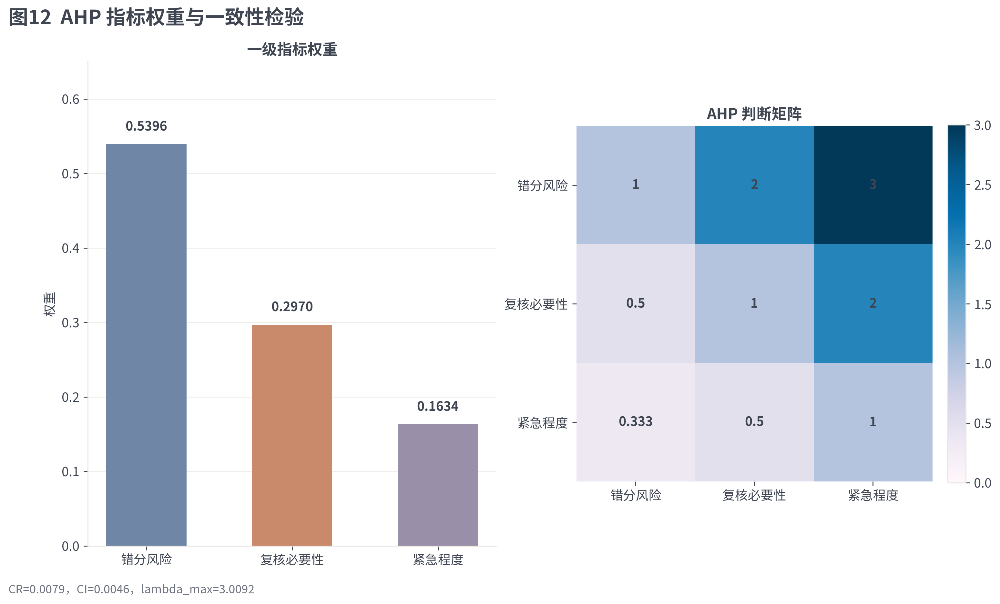 图12 AHP 指标权重与一致性检验
一级指标权重
权重
0.6
0.5
0.4
0.3
0.2
0.1
0.0
0.5396
0.2970
0.1634
错分风险
复核必要性
紧急程度
AHP 判断矩阵
错分风险
1
2
3
复核必要性
0.5
1
2
紧急程度
0.333
0.5
1
错分风险
复核必要性
紧急程度
3.0
2.5
2.0
1.5
1.0
0.5
0.0
CR=0.0079，CI=0.0046，lambda_max=3.0092